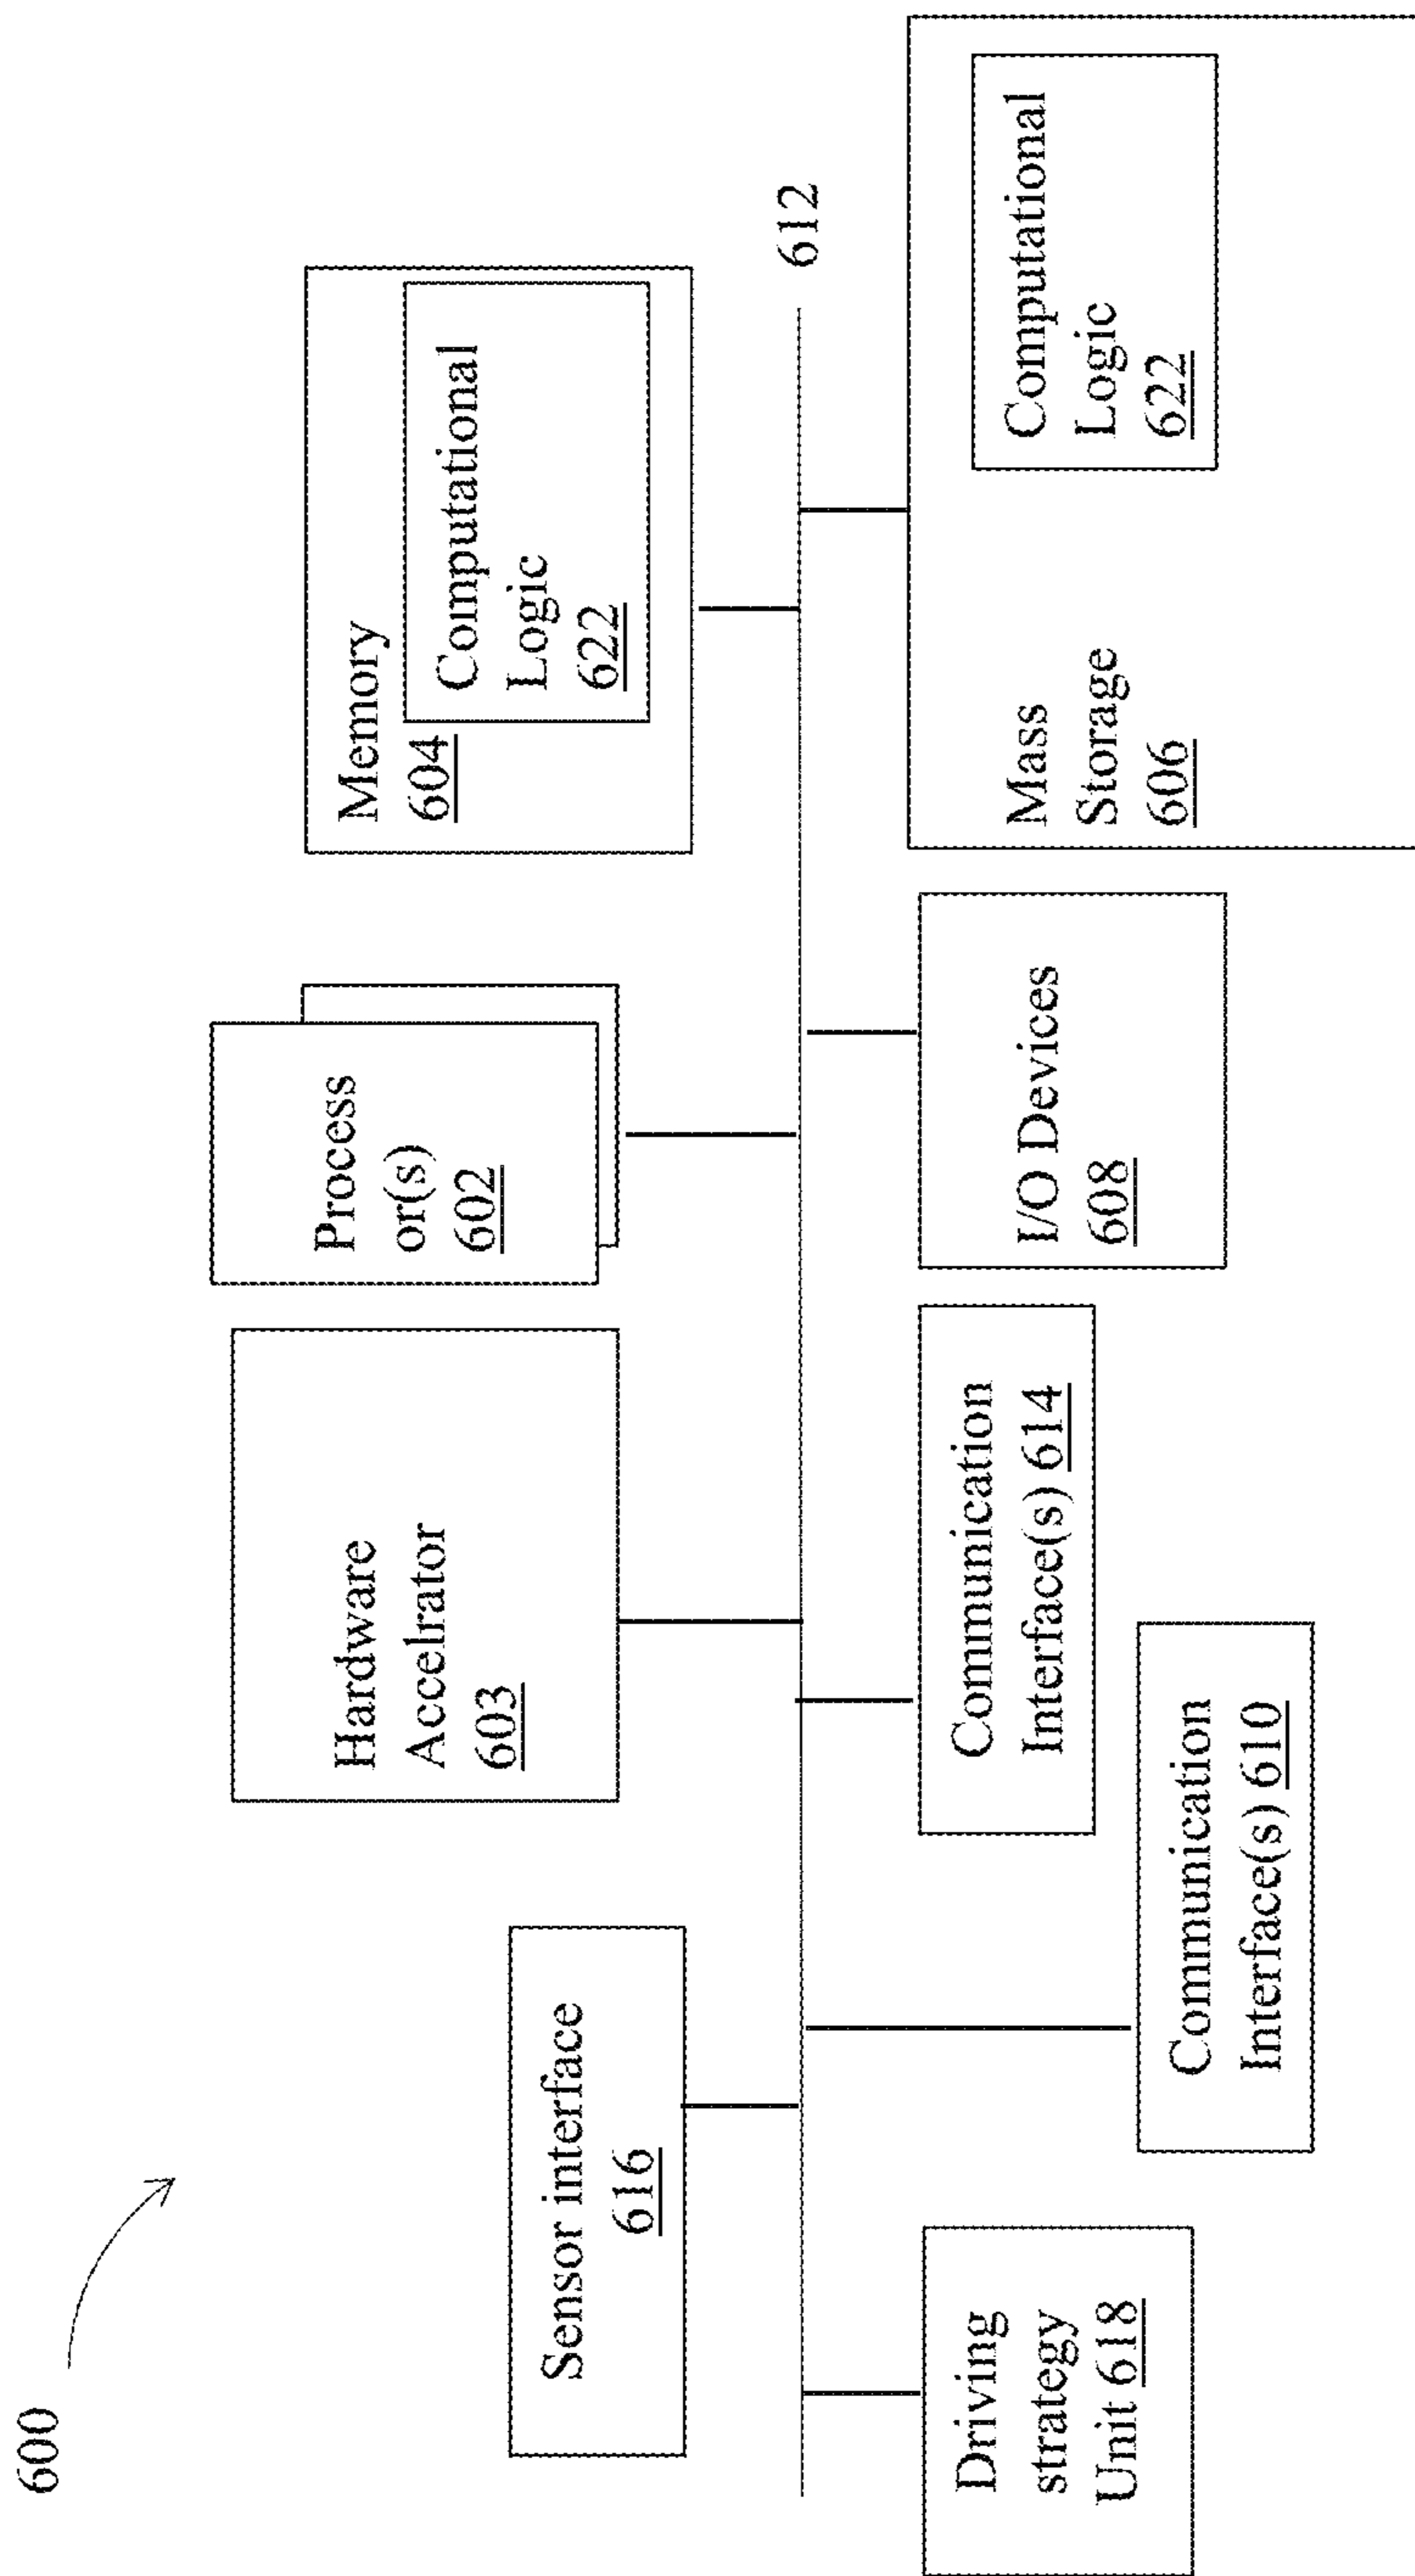 600
Sensor interface
616
Hardware
Accelrator
603
Process
or(s)
602
Memory
604
Computational
Logic
622
612
Driving
strategy
Unit 618
Communication
Interface(s) 610
Communication
Interface(s) 614
I/O Devices
608
Mass
Storage
606
Computational
Logic
622